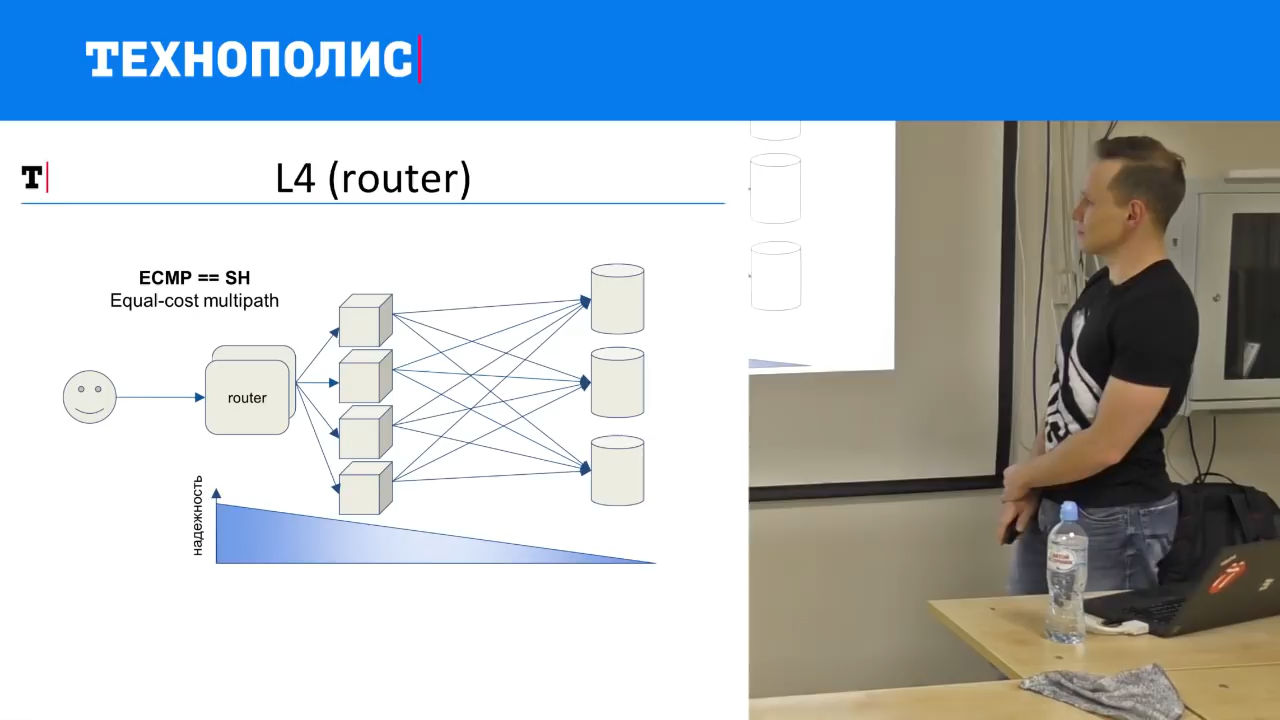 ТЕХНОПОЛИС
T
L4 (router)
ECMP == SH
Equal-cost multipath
router
надежность